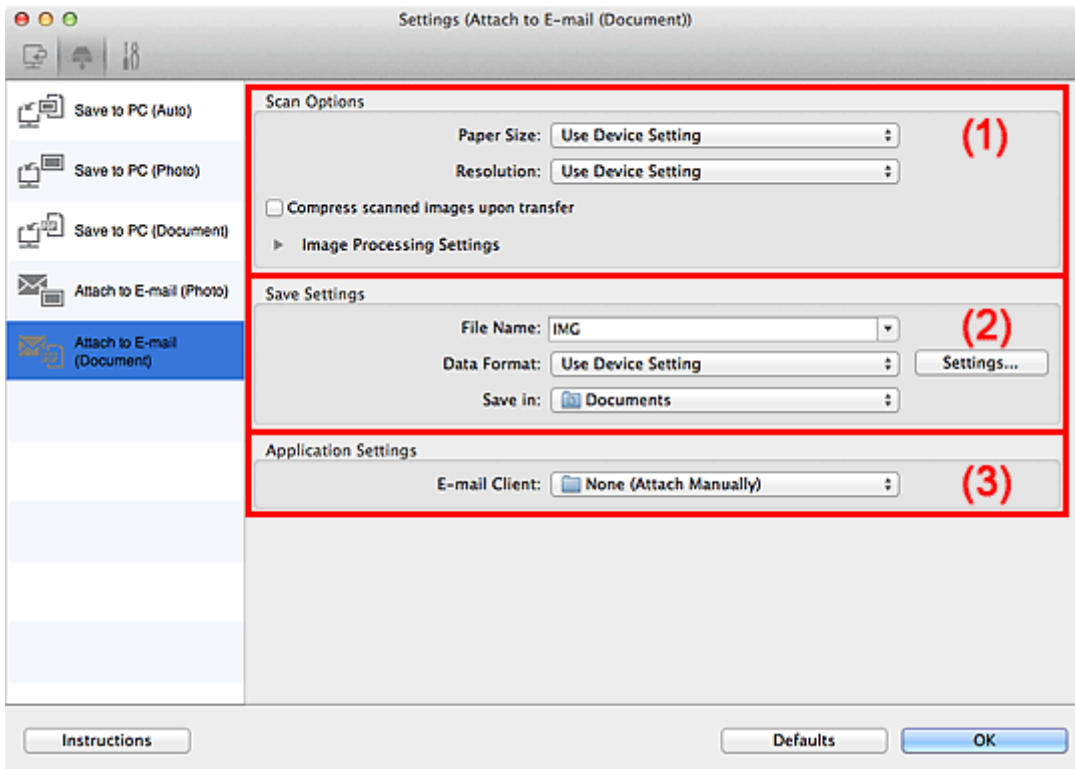 Settings (Attach to E-mail (Document))
Save to PC (Auto)
Save to PC (Photo)
Save to PC (Document)
Attach to E-mail (Photo)
Attach to E-mail
(Document)
Scan Options
(1)
Paper Size: Use Device Setting
Resolution: Use Device Setting
Compress scanned images upon transfer
Image Processing Settings
Save Settings
(2)
File Name: IMG
Data Format: Use Device Setting Settings...
Save in: Documents
Application Settings
E-mail Client: None (Attach Manually) (3)
Instructions Defaults OK